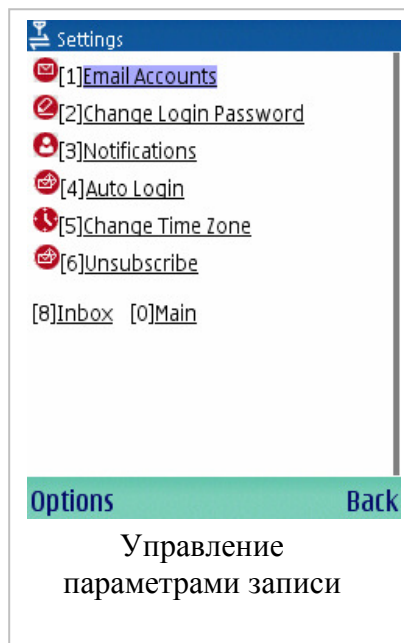 Settings
[1]Email Accounts
[2]Change Login Password
[3]Notifications
[4]Auto Login
[5]Change Time Zone
[6]Unsubscribe
[8]Inbox [0]Main
Options Back
Управление
параметрами записи